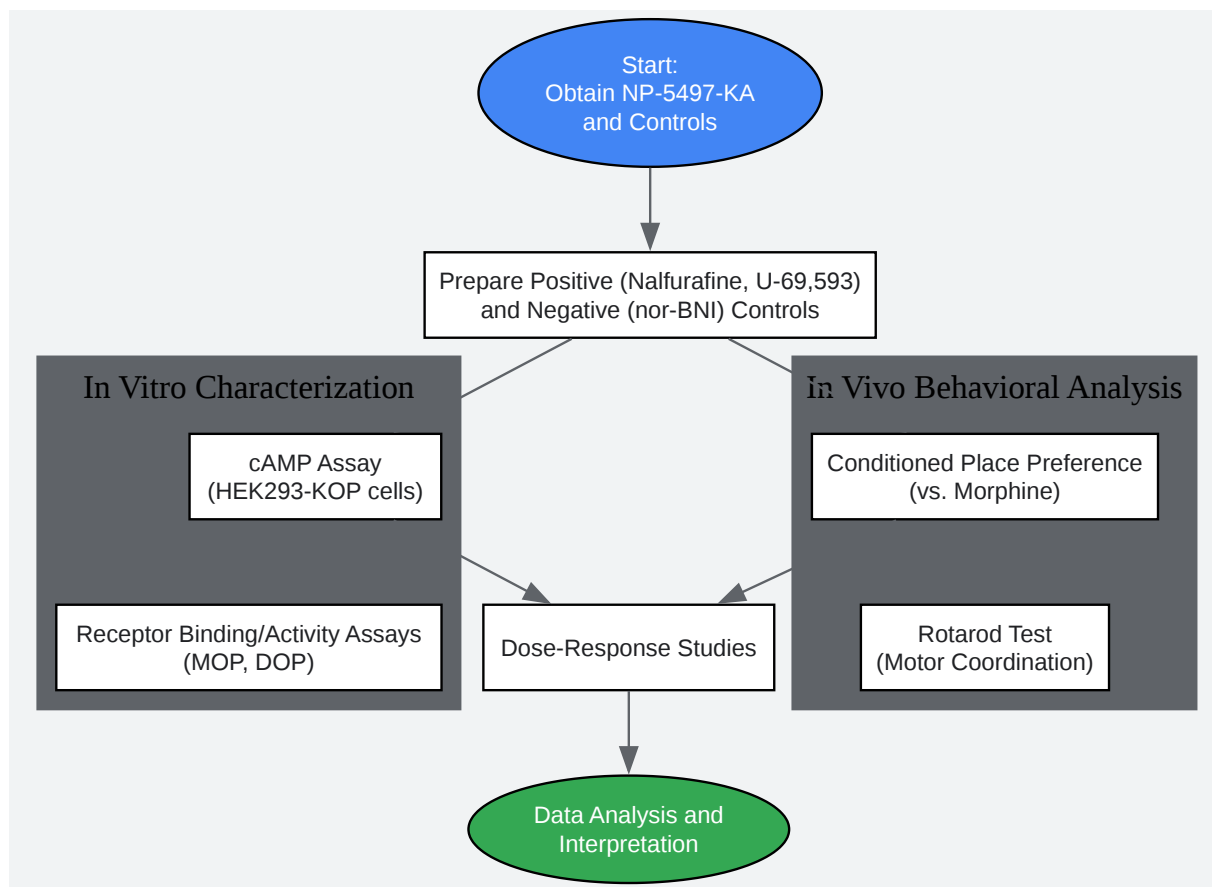 Start:
Obtain NP-5497-KA
and Controls
Prepare Positive (Nalfurafine, U-69,593)
and Negative (nor-BNI) Controls
In Vitro Characterization
cAMP Assay
(HEK293-KOP cells)
Receptor Binding/Activity Assays
(MOP, DOP)
In Vivo Behavioral Analysis
Conditioned Place Preference
(vs. Morphine)
Rotarod Test
(Motor Coordination)
Dose-Response Studies
Data Analysis and
Interpretation